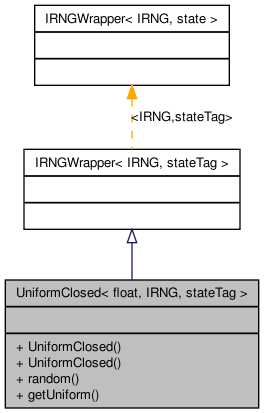 IRNGWrapper< IRNG, state >
<IRNG,stateTag>
IRNGWrapper< IRNG, stateTag >
UniformClosed< float, IRNG, stateTag >
+ UniformClosed()
+ UniformClosed()
+ random()
+ getUniform()